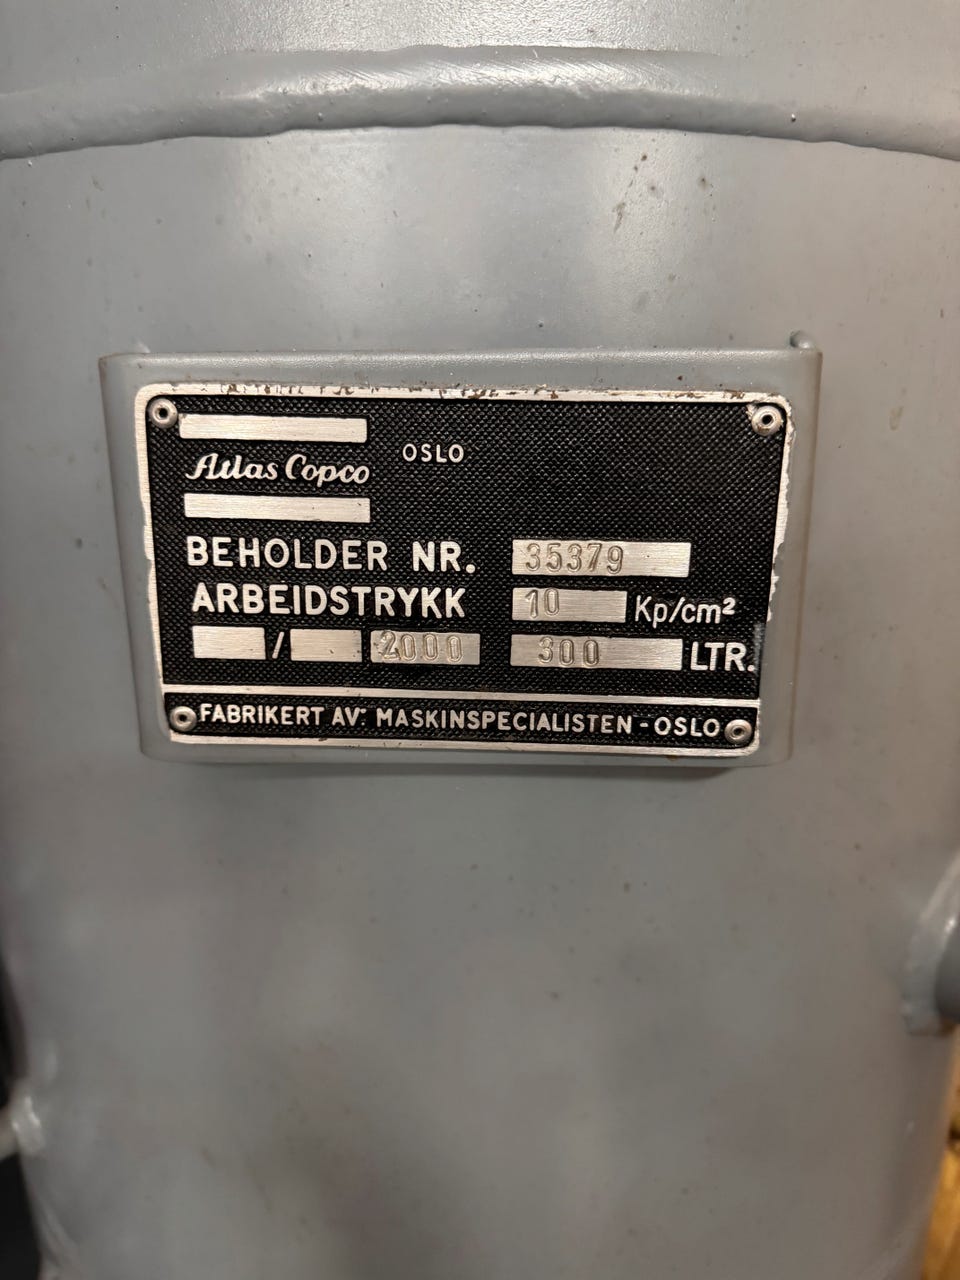 Atlas Copco OSLO
BEHOLDER NR. 35379
ARBEIDSTRYKK 10 Kp/cm²
/ 2000 300 LTR.
FABRIKERT AV: MASKINSPECIALISTEN - OSLO